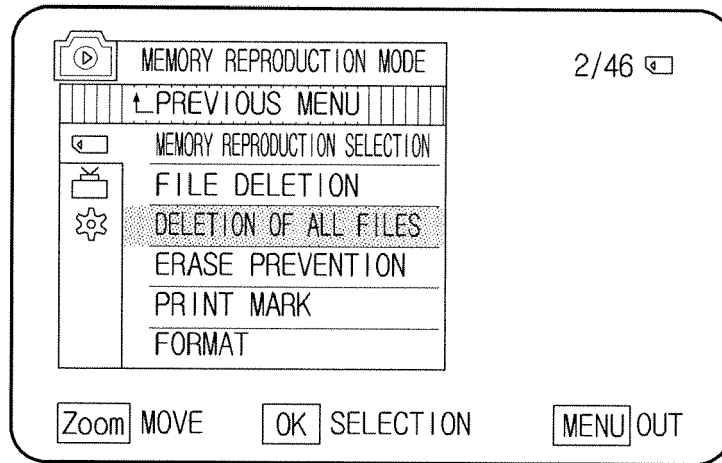 MEMORY REPRODUCTION MODE 2/46
PREVIOUS MENU
MEMORY REPRODUCTION SELECTION
FILE DELETION
DELETION OF ALL FILES
ERASE PREVENTION
PRINT MARK
FORMAT
Zoom MOVE OK SELECTION MENU OUT